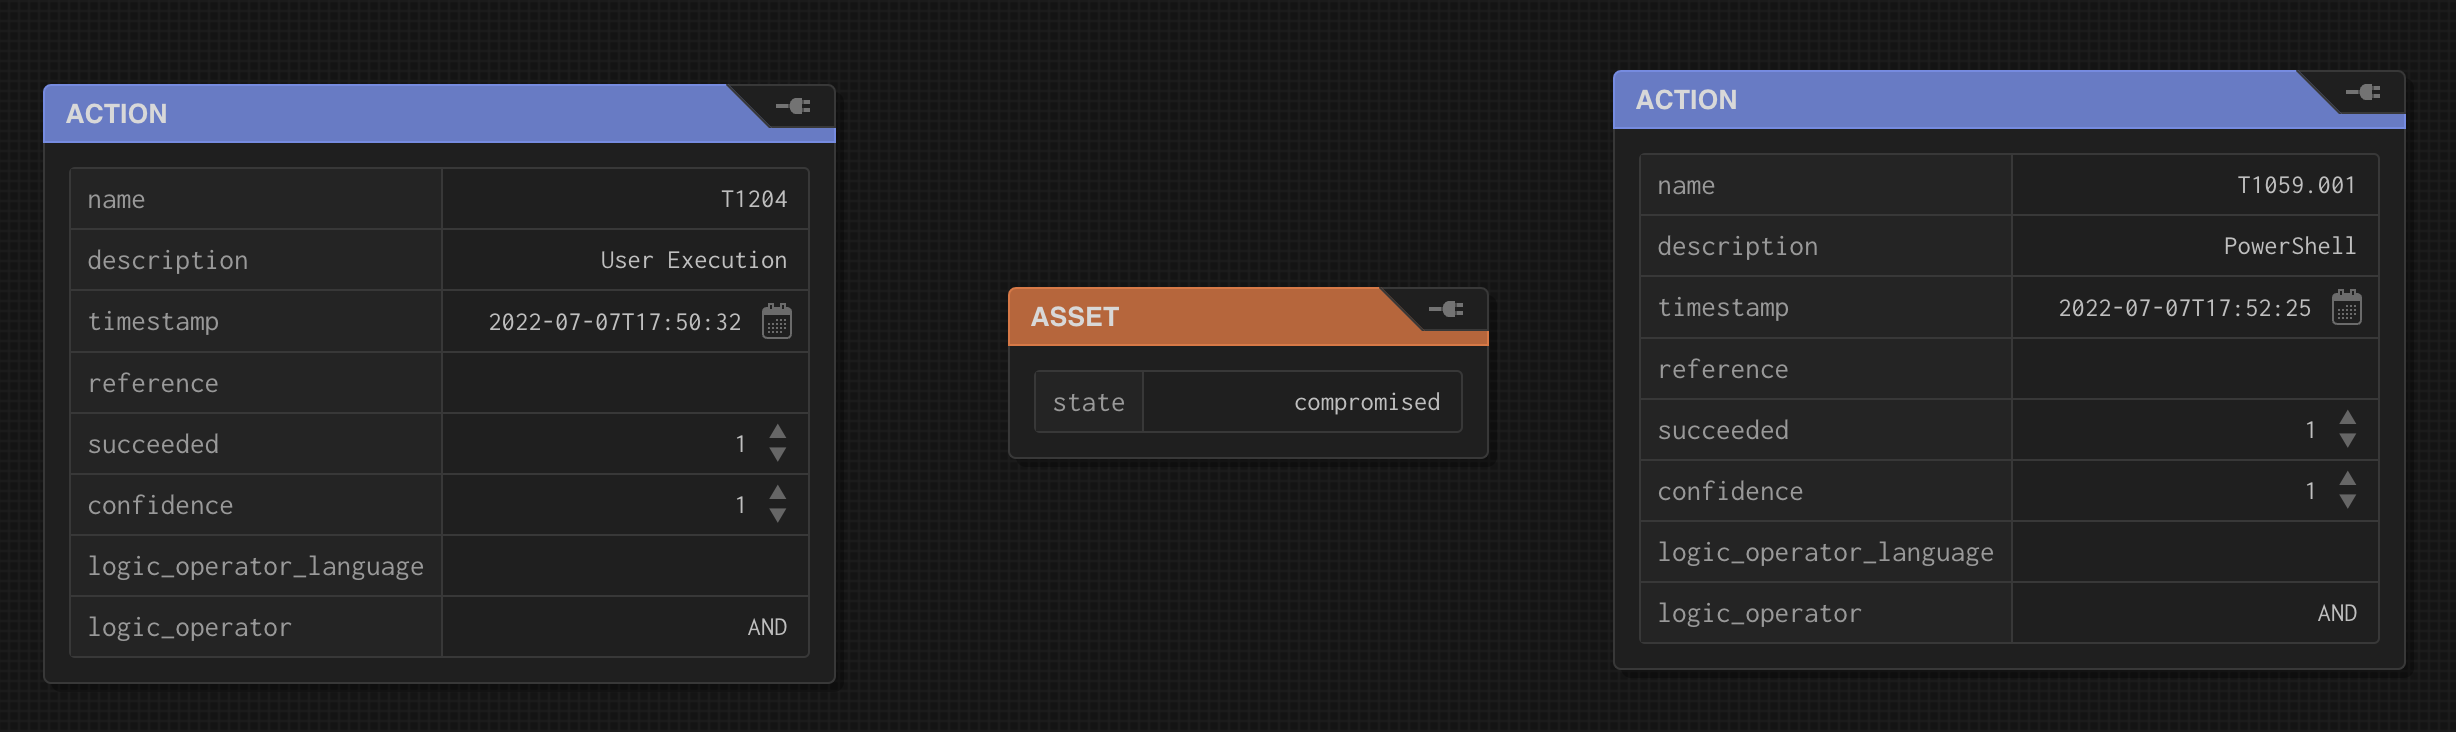 ACTION
name T1204
description User Execution
timestamp 2022-07-07T17:50:32
reference
succeeded 1
confidence 1
logic_operator_language
logic_operator AND
ASSET
state compromised
ACTION
name T1059.001
description PowerShell
timestamp 2022-07-07T17:52:25
reference
succeeded 1
confidence 1
logic_operator_language
logic_operator AND